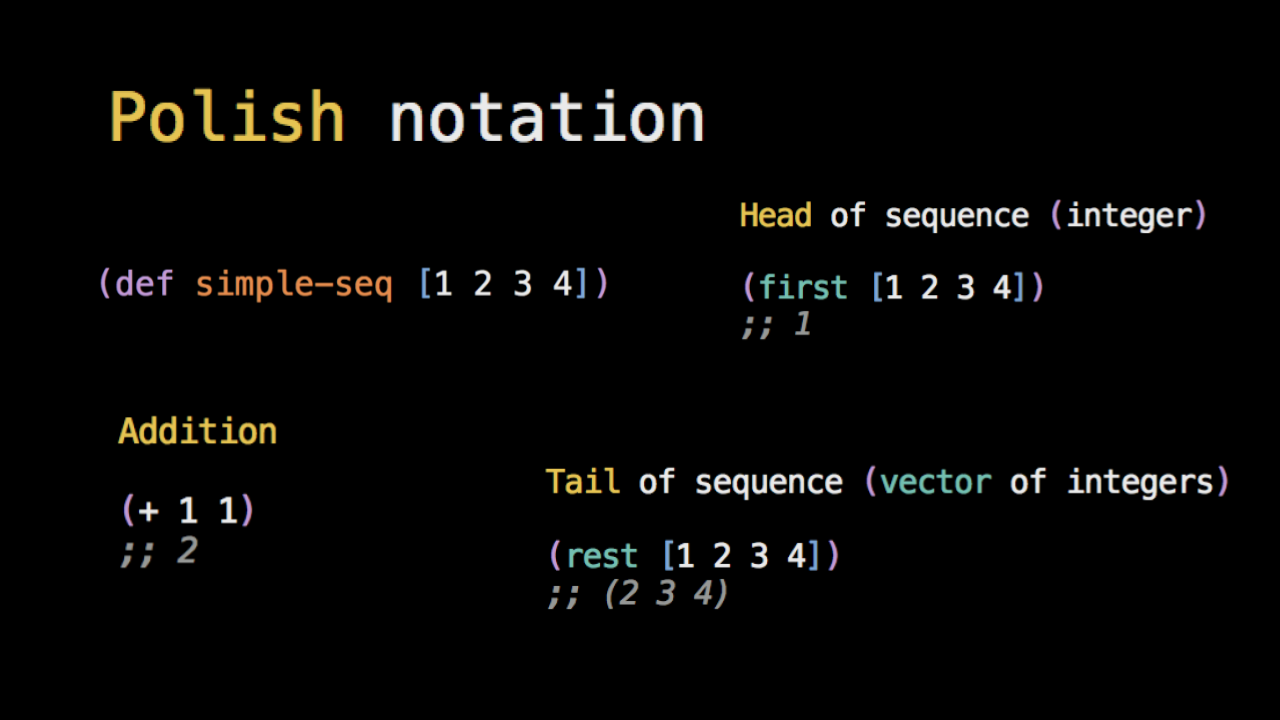 Polish notation
(def simple-seq [1 2 3 4])
Head of sequence (integer)
(first [1 2 3 4])
;; 1
Addition
(+ 1 1)
;; 2
Tail of sequence (vector of integers)
(rest [1 2 3 4])
;; (2 3 4)